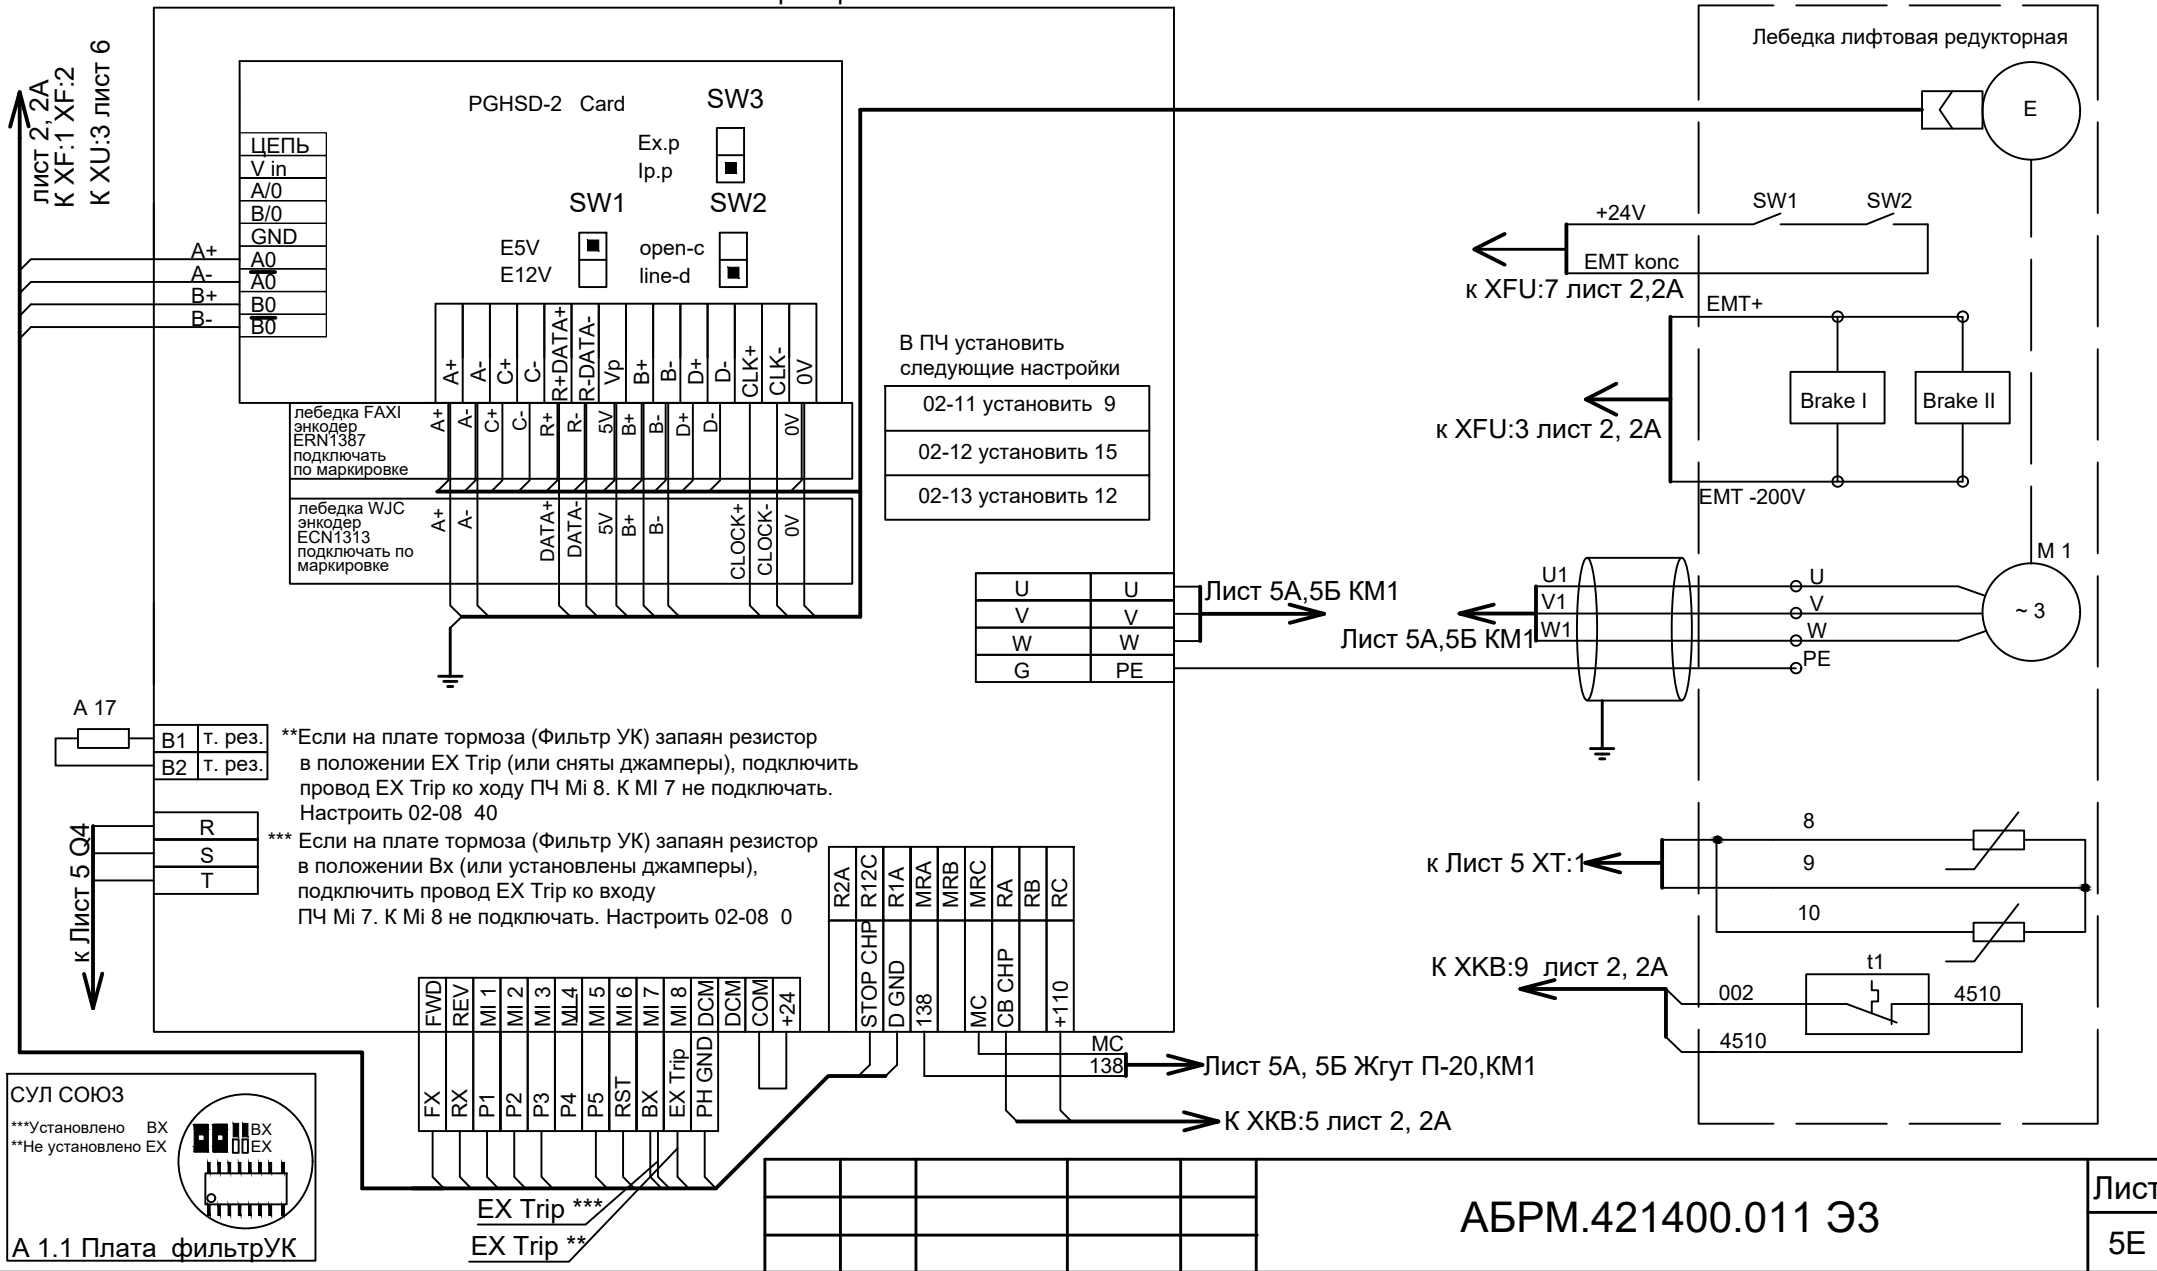 лист 2, 2А
К XF:1 XF:2
К XU:3 лист 6
PGHSD-2 Card
SW3
Ex.p
Ip.p
SW1
SW2
E5V
E12V
open-c
line-d
ЦЕПЬ
V in
A/0
B/0
GND
A0
A0
B0
B0
A+
A-
B+
B-
A+
A-
C+
C-
R+DATA+
R-DATA-
Vp
B+
B-
D+
D-
CLK+
CLK-
0V
лебедка FAXI
энкодер
ERN1387
подключать
по маркировке
A+
A-
C+
C-
R+
R-
5V
B+
B-
D+
D-
0V
лебедка WJC
энкодер
ECN1313
подключать по
маркировке
A+
A-
DATA+
DATA-
5V
B+
B-
CLOCK+
CLOCK-
0V
В ПЧ установить
следующие настройки
02-11 установить 9
02-12 установить 15
02-13 установить 12
U U
V V
W W
G PE
Лист 5А,5Б КМ1
Лист 5А,5Б КМ1
Лебедка лифтовая редукторная
E
+24V
SW1
SW2
EMT konc
к XFU:7 лист 2,2А
EMT+
Brake I
Brake II
к XFU:3 лист 2, 2А
EMT -200V
M 1
~ 3
U1
V1
W1
U
V
W
PE
8
9
10
к Лист 5 XT:1
К ХКВ:9 лист 2, 2А
t1
002
4510
4510
А 17
B1 т. рез.
B2 т. рез.
R
S
T
к Лист 5 Q4
**Если на плате тормоза (Фильтр УК) запаян резистор
в положении EX Trip (или сняты джамперы), подключить
провод EX Trip ко ходу ПЧ Mi 8. К MI 7 не подключать.
Настроить 02-08 40
*** Если на плате тормоза (Фильтр УК) запаян резистор
в положении Вх (или установлены джамперы),
подключить провод EX Trip ко входу
ПЧ Mi 7. К Mi 8 не подключать. Настроить 02-08 0
R2A
R12C
R1A
MRA
MRB
MRC
RA
RB
RC
STOP CHP
D GND
138
MC
CB CHP
+110
FWD
REV
MI 1
MI 2
MI 3
MI 4
MI 5
MI 6
MI 7
MI 8
DCM
DCM
COM
+24
FX
RX
P1
P2
P3
P4
P5
RST
BX
EX Trip
PH GND
MC
138
Лист 5А, 5Б Жгут П-20,КМ1
К ХКВ:5 лист 2, 2А
EX Trip ***
EX Trip **
СУЛ СОЮЗ
***Установлено BX
**Не установлено EX
BX
EX
А 1.1 Плата фильтрУК
АБРМ.421400.011 Э3
Лист
5Е